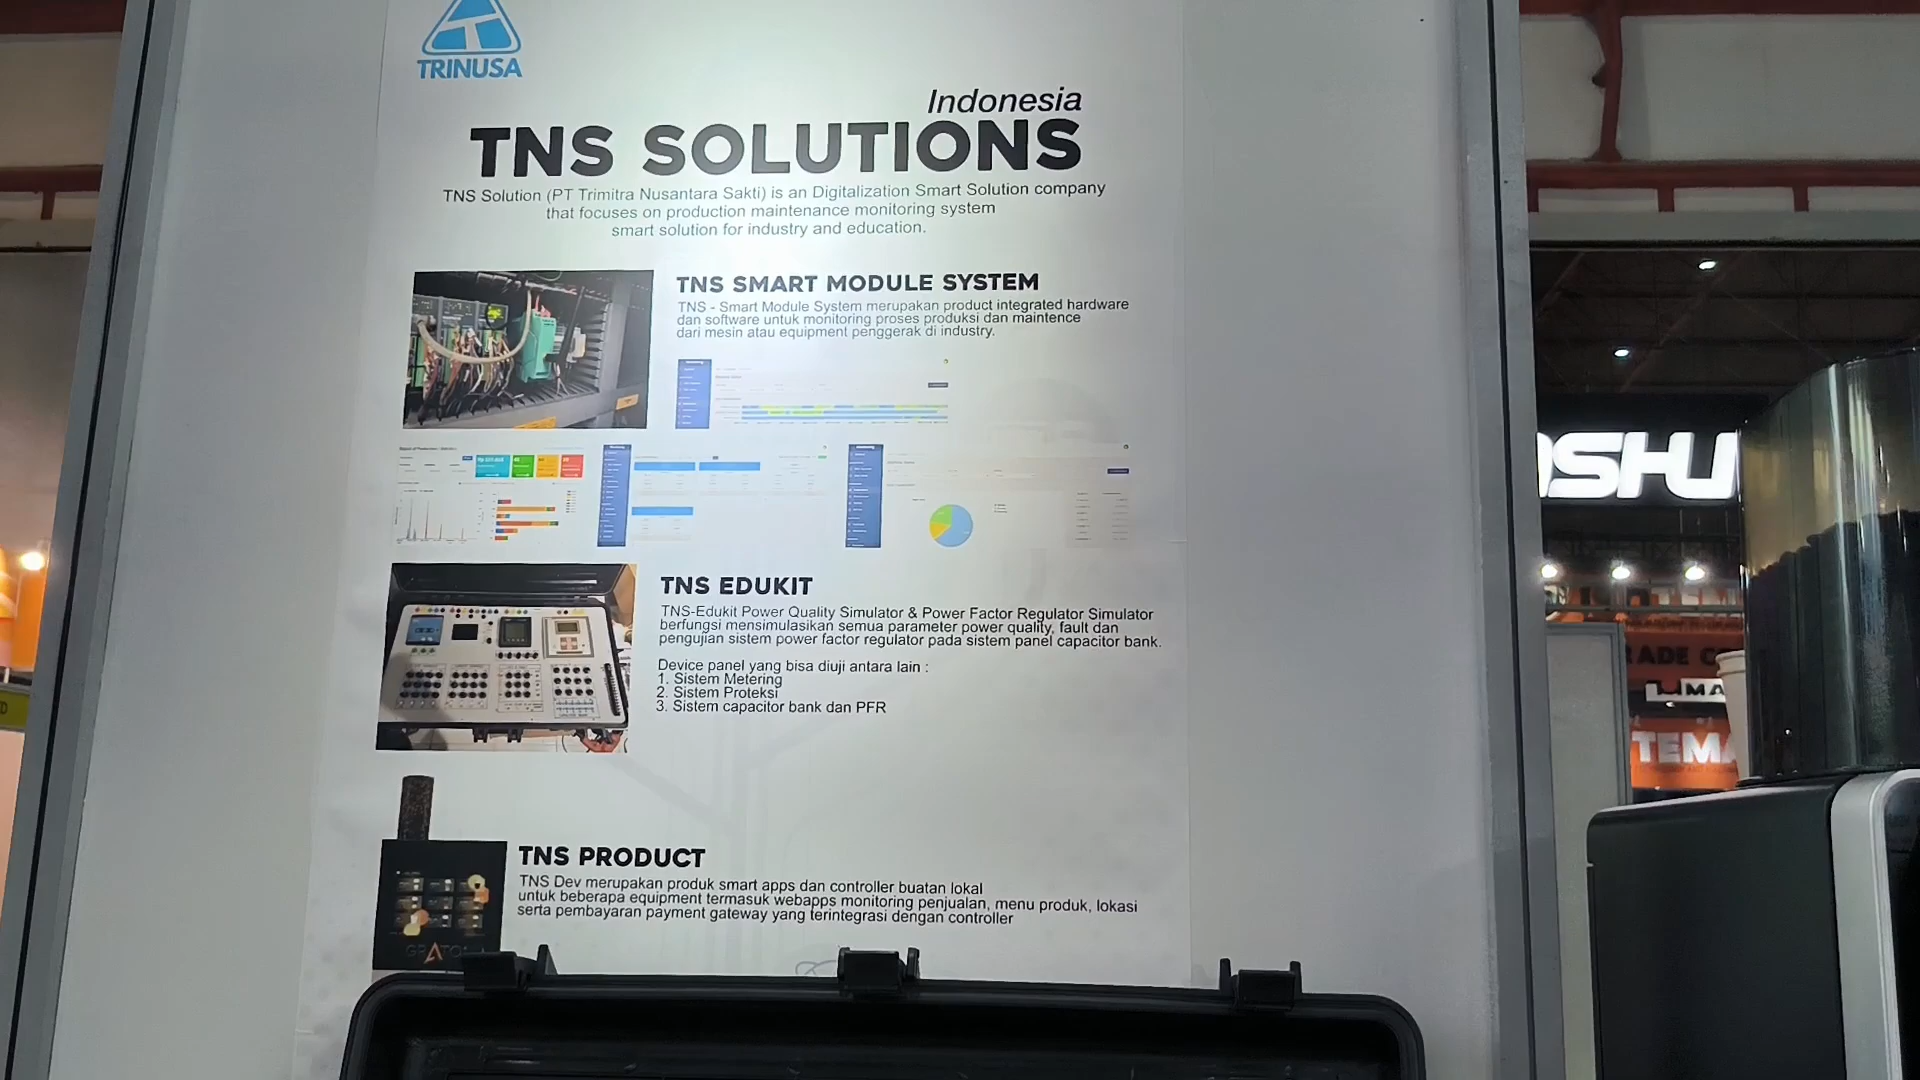 TRINUSA
Indonesia
TNS SOLUTIONS
TNS Solution (PT Trimitra Nusantara Sakti) is an Digitalization Smart Solution company
that focuses on production maintenance monitoring system
smart solution for industry and education.
TNS SMART MODULE SYSTEM
TNS - Smart Module System merupakan product integrated hardware
dan software untuk monitoring proses produksi dan maintence
dari mesin atau equipment penggerak di industry.
TNS EDUKIT
TNS-Edukit Power Quality Simulator & Power Factor Regulator Simulator
berfungsi mensimulasikan semua parameter power quality, fault dan
pengujian sistem power factor regulator pada sistem panel capacitor bank.
Device panel yang bisa diuji antara lain :
1. Sistem Metering
2. Sistem Proteksi
3. Sistem capacitor bank dan PFR
TNS PRODUCT
TNS Dev merupakan produk smart apps dan controller buatan lokal
untuk beberapa equipment termasuk webapps monitoring penjualan, menu produk, lokasi
serta pembayaran payment gateway yang terintegrasi dengan controller